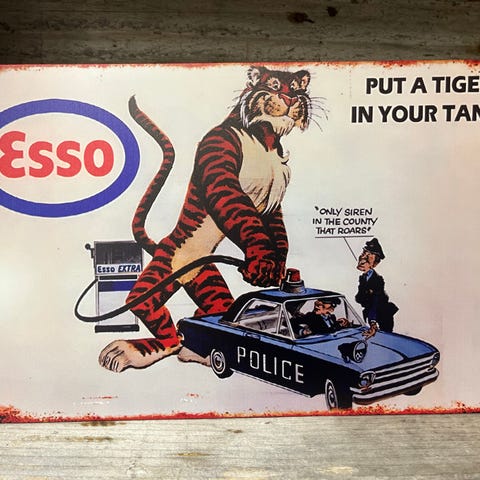 Esso
PUT A TIGE
IN YOUR TAN
"ONLY SIREN
IN THE COUNTY
THAT ROARS"
Esso EXTRA
POLICE